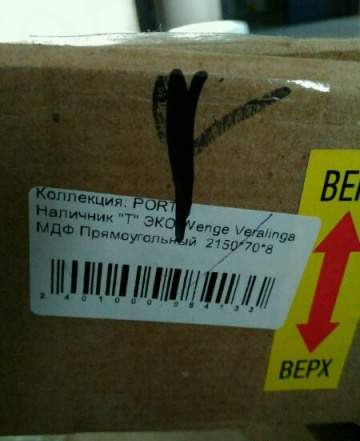 Коллекция: PORT
Наличник "Т" ЭКО Wenge Veralinga
МДФ Прямоугольный 2150*70*8
ВЕР
ВЕРХ